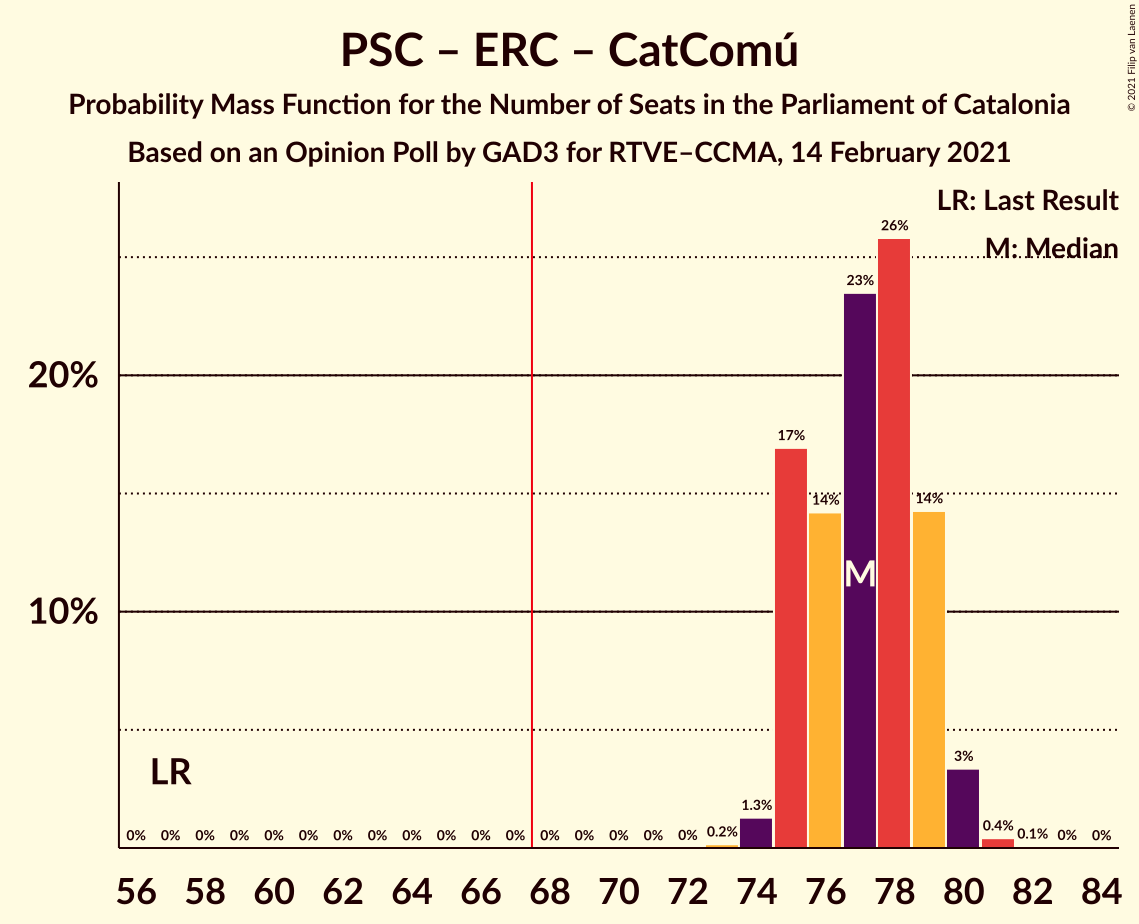 PSC – ERC – CatComú
Probability Mass Function for the Number of Seats in the Parliament of Catalonia
Based on an Opinion Poll by GAD3 for RTVE–CCMA, 14 February 2021
© 2021 Filip van Laenen
LR: Last Result
M: Median
26%
23%
20%
17%
14%
14%
M
10%
LR
3%
1.3%
0% 0% 0% 0% 0% 0% 0% 0% 0% 0% 0% 0% 0% 0% 0% 0% 0% 0.2% 0.4% 0.1% 0% 0%
56 58 60 62 64 66 68 70 72 74 76 78 80 82 84